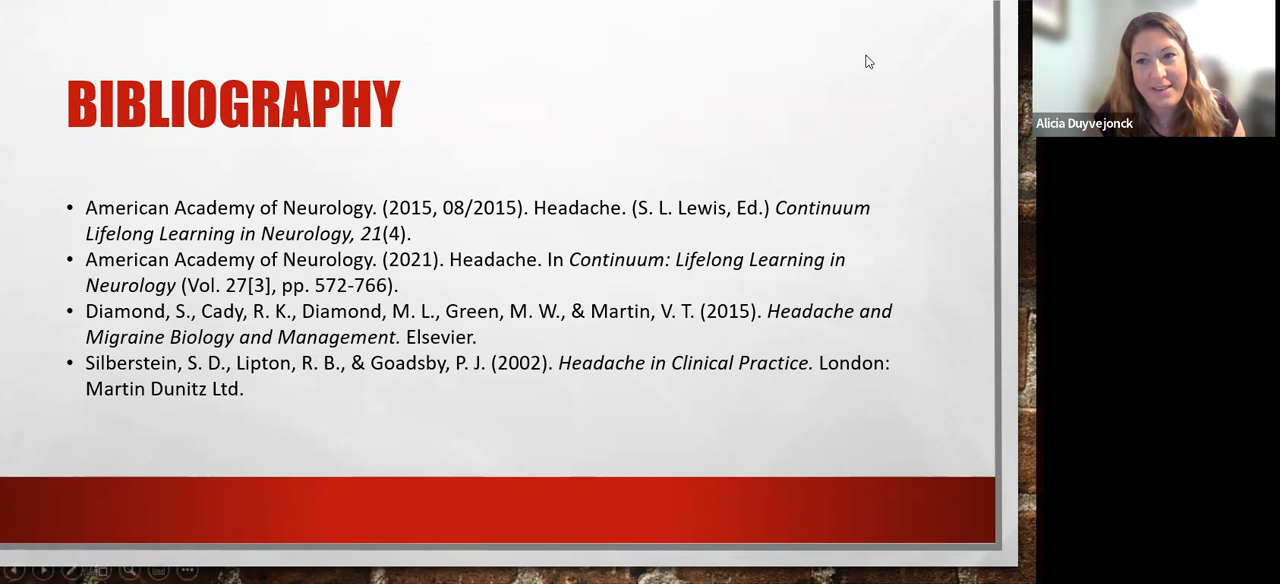 BIBLIOGRAPHY
• American Academy of Neurology. (2015, 08/2015). Headache. (S. L. Lewis, Ed.) Continuum
Lifelong Learning in Neurology, 21(4).
• American Academy of Neurology. (2021). Headache. In Continuum: Lifelong Learning in
Neurology (Vol. 27[3], pp. 572-766).
• Diamond, S., Cady, R. K., Diamond, M. L., Green, M. W., & Martin, V. T. (2015). Headache and
Migraine Biology and Management. Elsevier.
• Silberstein, S. D., Lipton, R. B., & Goadsby, P. J. (2002). Headache in Clinical Practice. London:
Martin Dunitz Ltd.
Alicia Duyvejonck